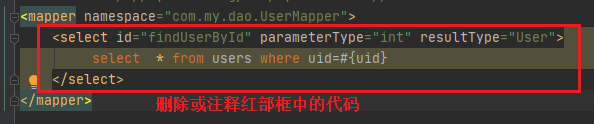 <mapper namespace="com.my.dao.UserMapper">
<select id="findUserById" parameterType="int" resultType="User">
select * from users where uid=#{uid}
</select>
</mapper>
删除或注释红部框中的代码